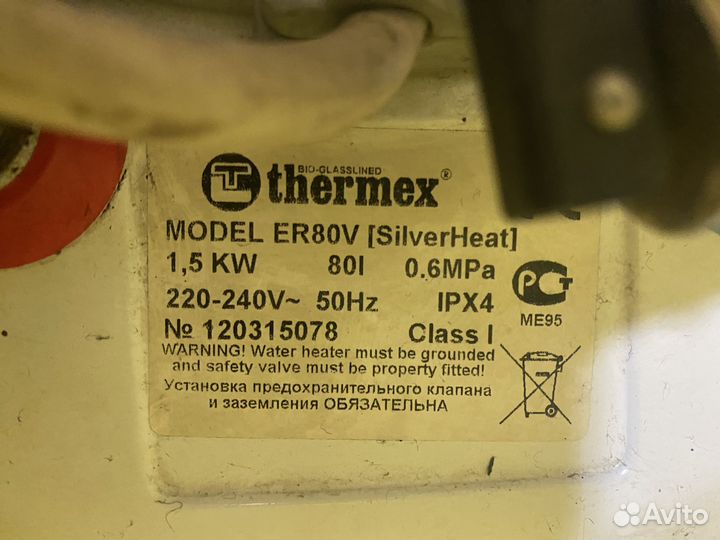 BIO-GLASSLINED
thermex®
MODEL ER80V [SilverHeat]
1,5 KW 80l 0.6MPa
220-240V~ 50Hz IPX4
№ 120315078 Class I
РСТ
ME95
WARNING! Water heater must be grounded
and safety valve must be property fitted!
Установка предохранительного клапана
и заземления ОБЯЗАТЕЛЬНА
Avito